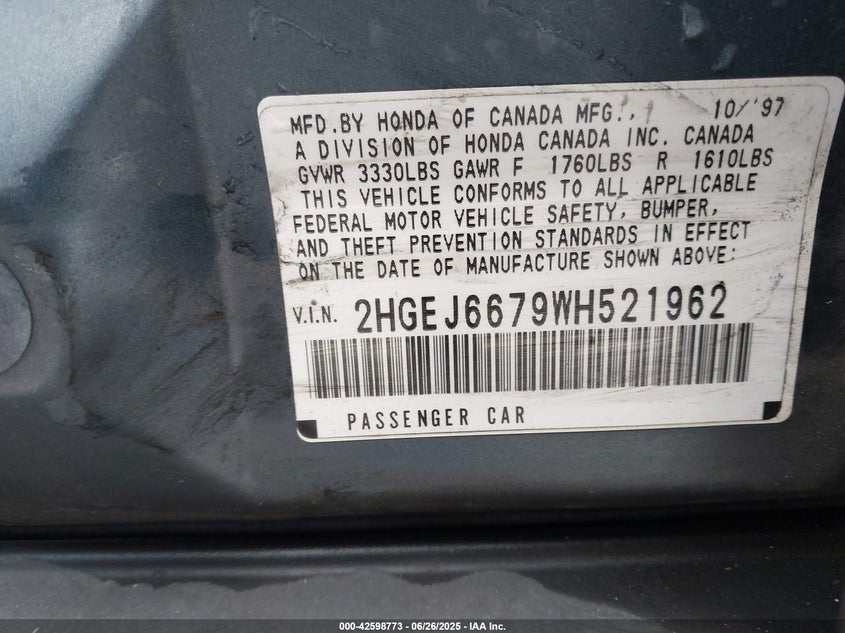 MFD.BY HONDA OF CANADA MFG., 10/'97
A DIVISION OF HONDA CANADA INC. CANADA
GVWR 3330LBS GAWR F 1760LBS R 1610LBS
THIS VEHICLE CONFORMS TO ALL APPLICABLE
FEDERAL MOTOR VEHICLE SAFETY, BUMPER,
AND THEFT PREVENTION STANDARDS IN EFFECT
ON THE DATE OF MANUFACTURE SHOWN ABOVE:
V.I.N. 2HGEJ6679WH521962
PASSENGER CAR
000-42598773 - 06/26/2025 - IAA Inc.